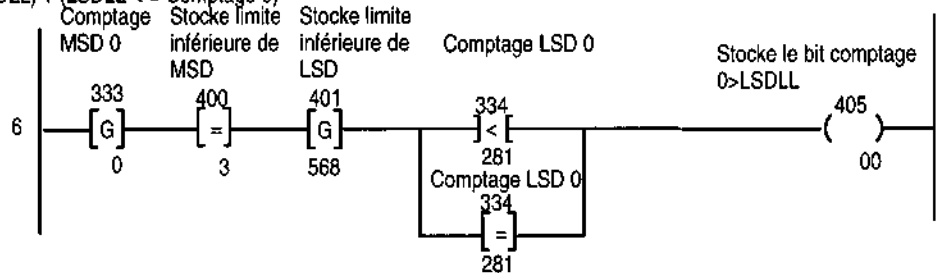 Comptage
MSD 0
Stocke limite
inférieure de
MSD
Stocke limite
inférieure de
LSD
Comptage LSD 0
Stocke le bit comptage
0>LSDLL
6
333
G
0
400
=
3
401
G
568
334
<
281
405
00
Comptage LSD 0
334
=
281